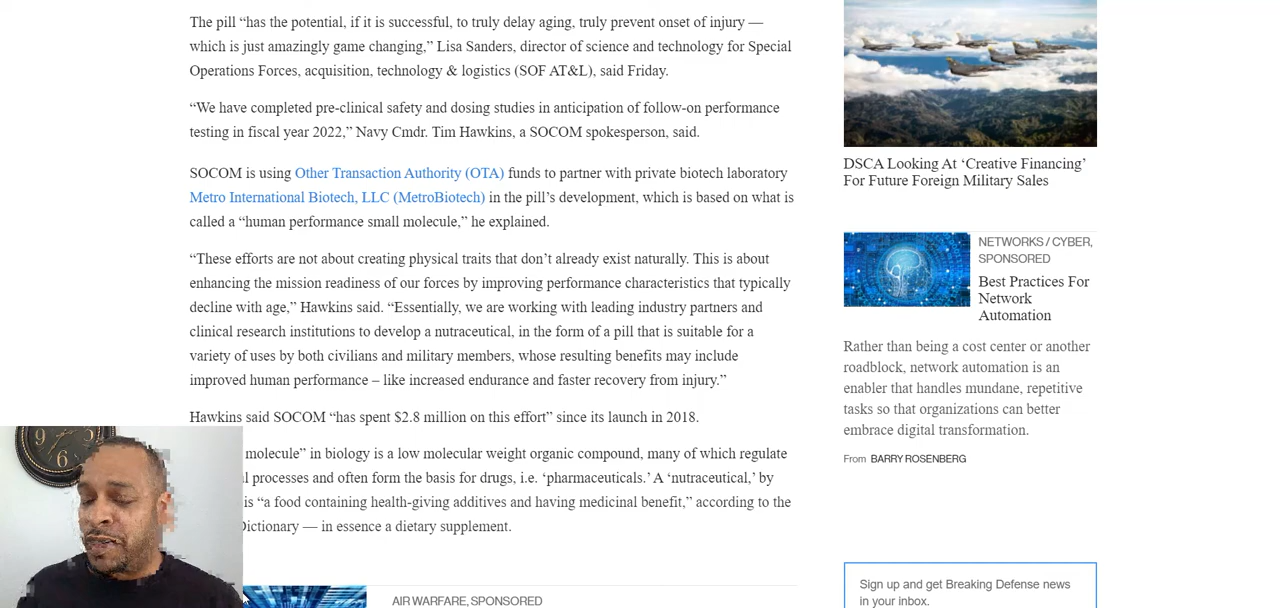 The pill “has the potential, if it is successful, to truly delay aging, truly prevent onset of injury —
which is just amazingly game changing,” Lisa Sanders, director of science and technology for Special
Operations Forces, acquisition, technology & logistics (SOF AT&L), said Friday.
“We have completed pre-clinical safety and dosing studies in anticipation of follow-on performance
testing in fiscal year 2022,” Navy Cmdr. Tim Hawkins, a SOCOM spokesperson, said.
SOCOM is using Other Transaction Authority (OTA) funds to partner with private biotech laboratory
Metro International Biotech, LLC (MetroBiotech) in the pill’s development, which is based on what is
called a “human performance small molecule,” he explained.
“These efforts are not about creating physical traits that don’t already exist naturally. This is about
enhancing the mission readiness of our forces by improving performance characteristics that typically
decline with age,” Hawkins said. “Essentially, we are working with leading industry partners and
clinical research institutions to develop a nutraceutical, in the form of a pill that is suitable for a
variety of uses by both civilians and military members, whose resulting benefits may include
improved human performance – like increased endurance and faster recovery from injury.”
Hawkins said SOCOM “has spent $2.8 million on this effort” since its launch in 2018.
molecule” in biology is a low molecular weight organic compound, many of which regulate
processes and often form the basis for drugs, i.e. ‘pharmaceuticals.’ A ‘nutraceutical,’ by
is “a food containing health-giving additives and having medicinal benefit,” according to the
Dictionary — in essence a dietary supplement.
AIR WARFARE, SPONSORED
DSCA Looking At ‘Creative Financing’
For Future Foreign Military Sales
NETWORKS / CYBER,
SPONSORED
Best Practices For
Network
Automation
Rather than being a cost center or another
roadblock, network automation is an
enabler that handles mundane, repetitive
tasks so that organizations can better
embrace digital transformation.
From BARRY ROSENBERG
Sign up and get Breaking Defense news
in your inbox.
9
6